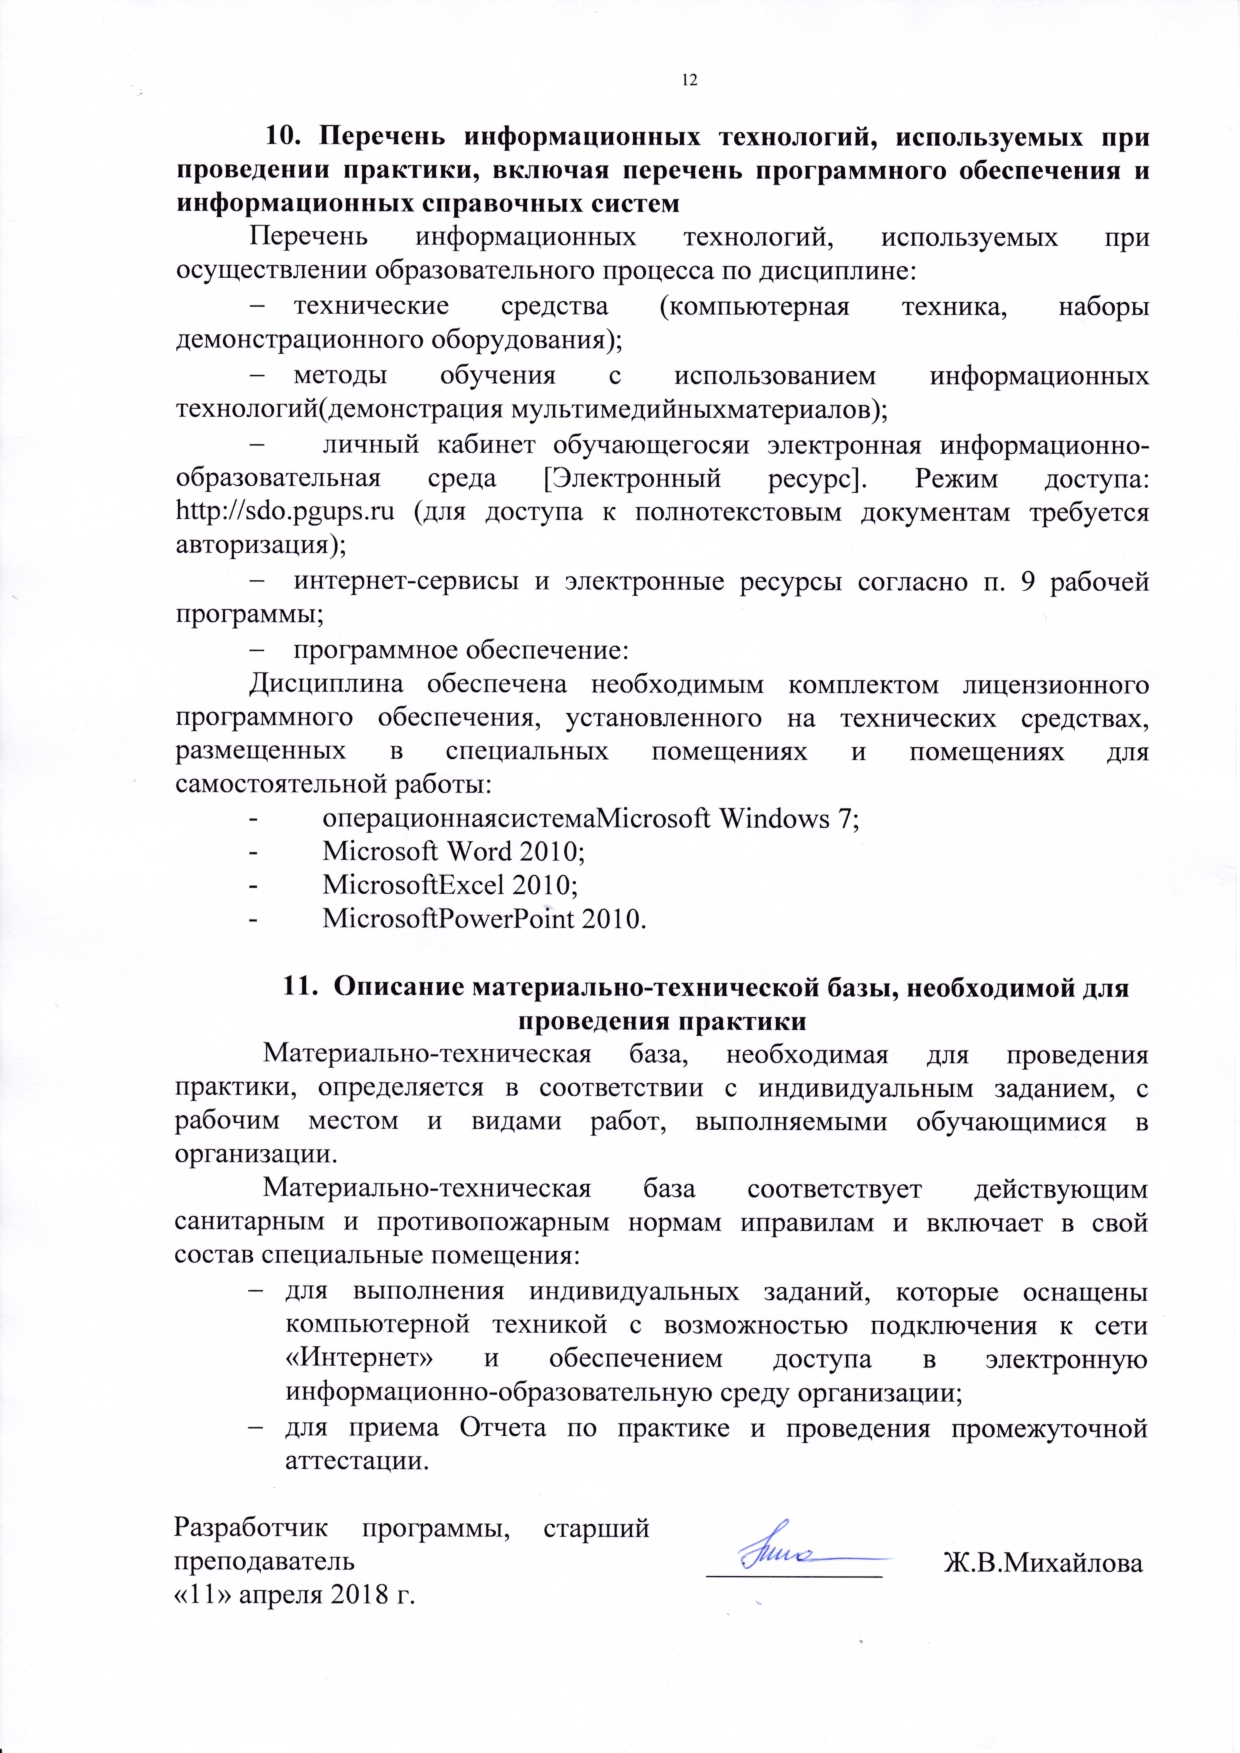 12
10. Перечень информационных технологий, используемых при
проведении практики, включая перечень программного обеспечения и
информационных справочных систем
Перечень информационных технологий, используемых при
осуществлении образовательного процесса по дисциплине:
– технические средства (компьютерная техника, наборы
демонстрационного оборудования);
– методы обучения с использованием информационных
технологий(демонстрация мультимедийныхматериалов);
– личный кабинет обучающегосяи электронная информационно-
образовательная среда [Электронный ресурс]. Режим доступа:
http://sdo.pgups.ru (для доступа к полнотекстовым документам требуется
авторизация);
– интернет-сервисы и электронные ресурсы согласно п. 9 рабочей
программы;
– программное обеспечение:
Дисциплина обеспечена необходимым комплектом лицензионного
программного обеспечения, установленного на технических средствах,
размещенных в специальных помещениях и помещениях для
самостоятельной работы:
- операционнаясистемаMicrosoft Windows 7;
- Microsoft Word 2010;
- MicrosoftExcel 2010;
- MicrosoftPowerPoint 2010.
11. Описание материально-технической базы, необходимой для
проведения практики
Материально-техническая база, необходимая для проведения
практики, определяется в соответствии с индивидуальным заданием, с
рабочим местом и видами работ, выполняемыми обучающимися в
организации.
Материально-техническая база соответствует действующим
санитарным и противопожарным нормам иправилам и включает в свой
состав специальные помещения:
– для выполнения индивидуальных заданий, которые оснащены
компьютерной техникой с возможностью подключения к сети
«Интернет» и обеспечением доступа в электронную
информационно-образовательную среду организации;
– для приема Отчета по практике и проведения промежуточной
аттестации.
Разработчик программы, старший
преподаватель Ж.В.Михайлова
«11» апреля 2018 г.